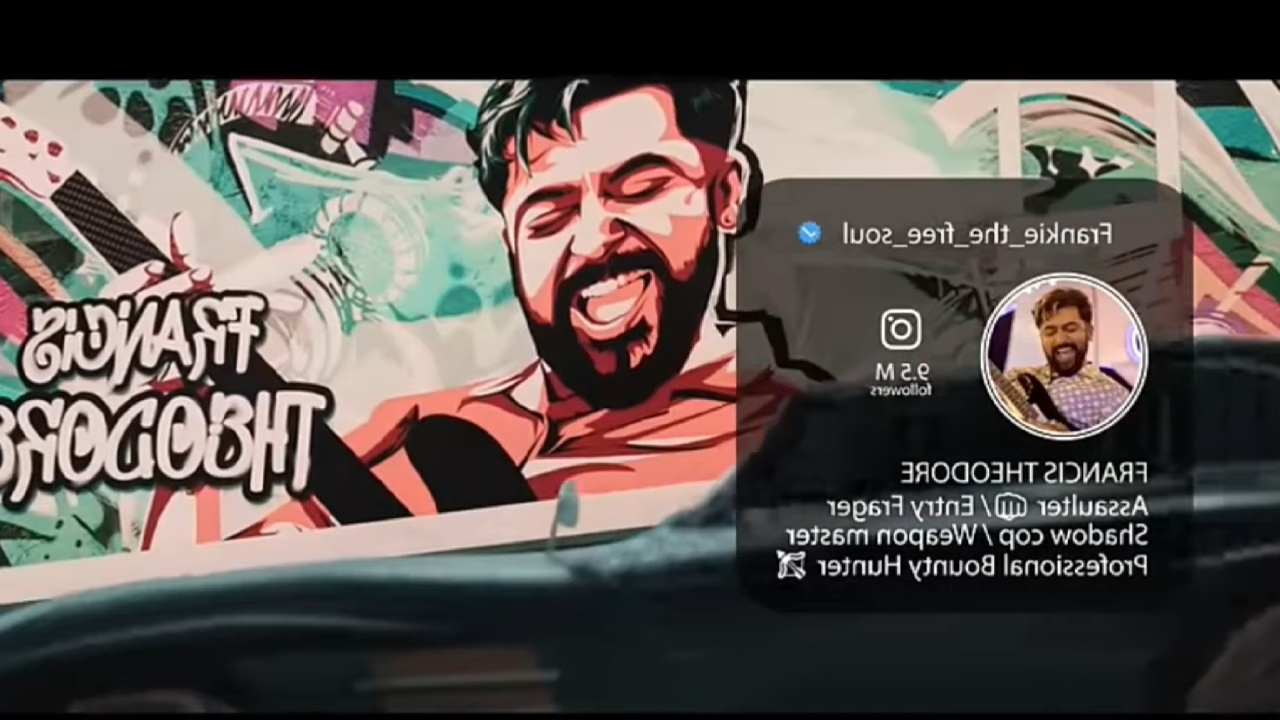 FRANCIS
THEODORE
Frankie_the_free_soul
9.5 M
followers
FRANCIS THEODORE
Assaulter 👊 / Entry Frager
Shadow cop / Weapon master
Professional Bounty Hunter